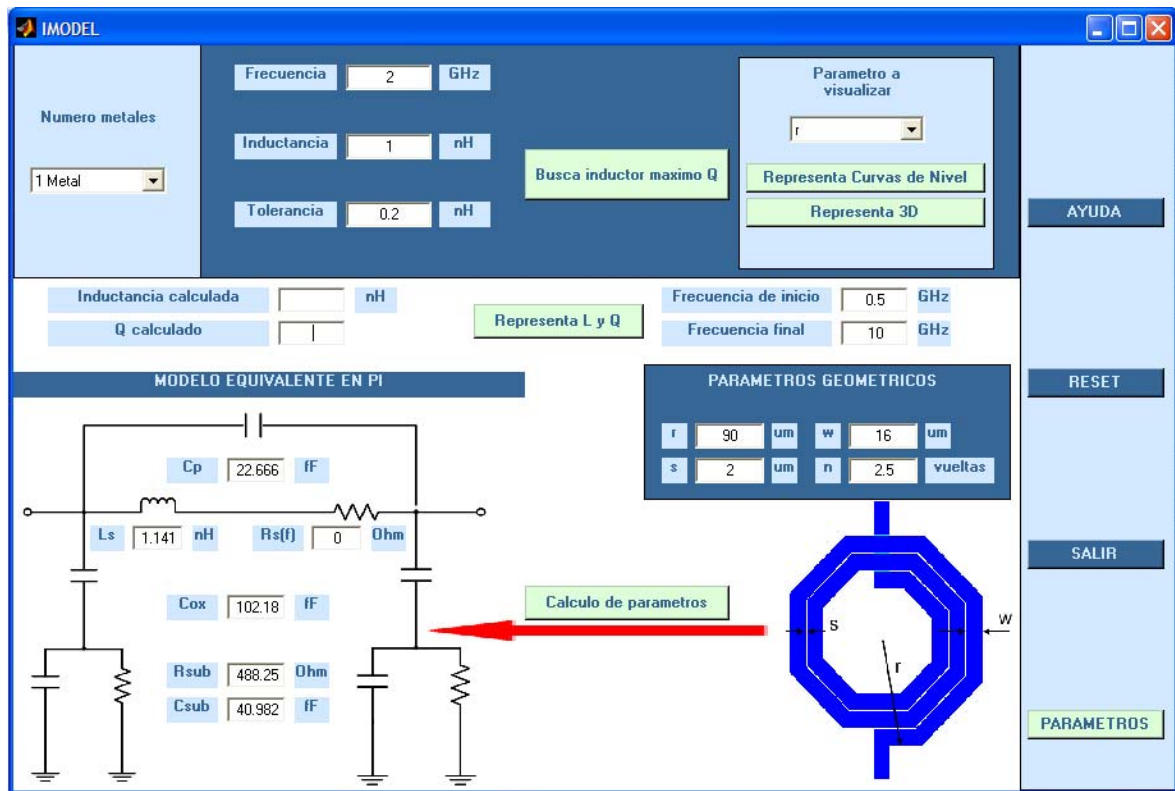 IMODEL
Numero metales
1 Metal
Frecuencia 2 GHz
Inductancia 1 nH
Tolerancia 0.2 nH
Busca inductor maximo Q
Parametro a
visualizar
r
Representa Curvas de Nivel
Representa 3D
AYUDA
RESET
SALIR
PARAMETROS
Inductancia calculada nH
Q calculado
Representa L y Q
Frecuencia de inicio 0.5 GHz
Frecuencia final 10 GHz
MODELO EQUIVALENTE EN PI
Cp 22.666 fF
Ls 1.141 nH Rs(f) 0 Ohm
Cox 102.18 fF
Rsub 488.25 Ohm
Csub 40.982 fF
Calculo de parametros
PARAMETROS GEOMETRICOS
r 90 um w 16 um
s 2 um n 2.5 vueltas
s
w
r